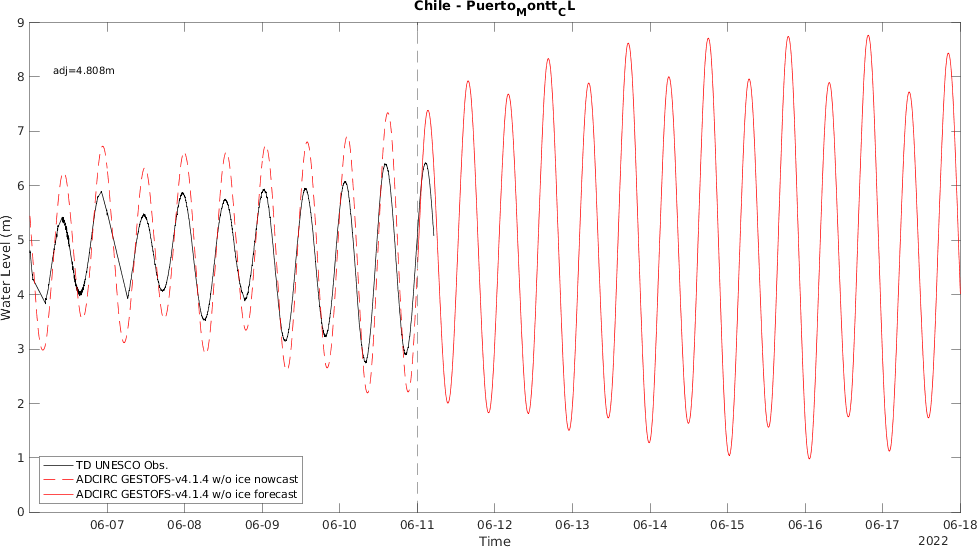 Chile - PuertoMonttCL
9
8
7
6
5
4
3
2
1
0
Water Level (m)
adj=4.808m
TD UNESCO Obs.
ADCIRC GESTOFS-v4.1.4 w/o ice nowcast
ADCIRC GESTOFS-v4.1.4 w/o ice forecast
06-07 06-08 06-09 06-10 06-11 06-12 06-13 06-14 06-15 06-16 06-17 06-18
Time
2022